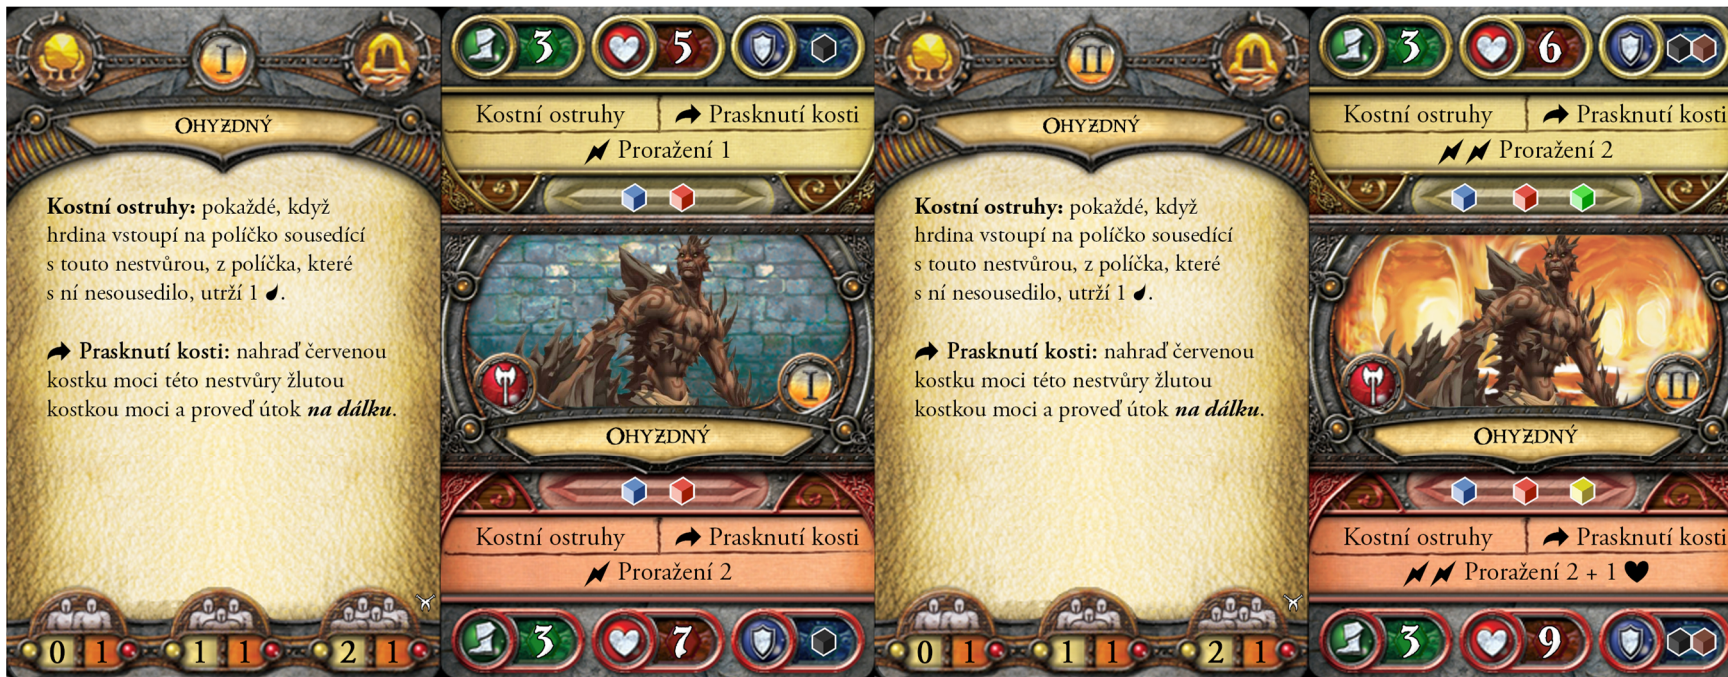 I
OHYZDNÝ
Kostní ostruhy: pokaždé, když
hrdina vstoupí na políčko sousedící
s touto nestvůrou, z políčka, které
s ní nesousedilo, utrží 1
Prasknutí kosti: nahraď červenou
kostku moci této nestvůry žlutou
kostkou moci a proveď útok na dálku.
0 1 1 1 2 1
3 5
Kostní ostruhy Prasknutí kosti
Proražení 1
I
OHYZDNÝ
Kostní ostruhy Prasknutí kosti
Proražení 2
3 7
II
OHYZDNÝ
Kostní ostruhy: pokaždé, když
hrdina vstoupí na políčko sousedící
s touto nestvůrou, z políčka, které
s ní nesousedilo, utrží 1
Prasknutí kosti: nahraď červenou
kostku moci této nestvůry žlutou
kostkou moci a proveď útok na dálku.
0 1 1 1 2 1
3 6
Kostní ostruhy Prasknutí kosti
Proražení 2
II
OHYZDNÝ
Kostní ostruhy Prasknutí kosti
Proražení 2 + 1
3 9